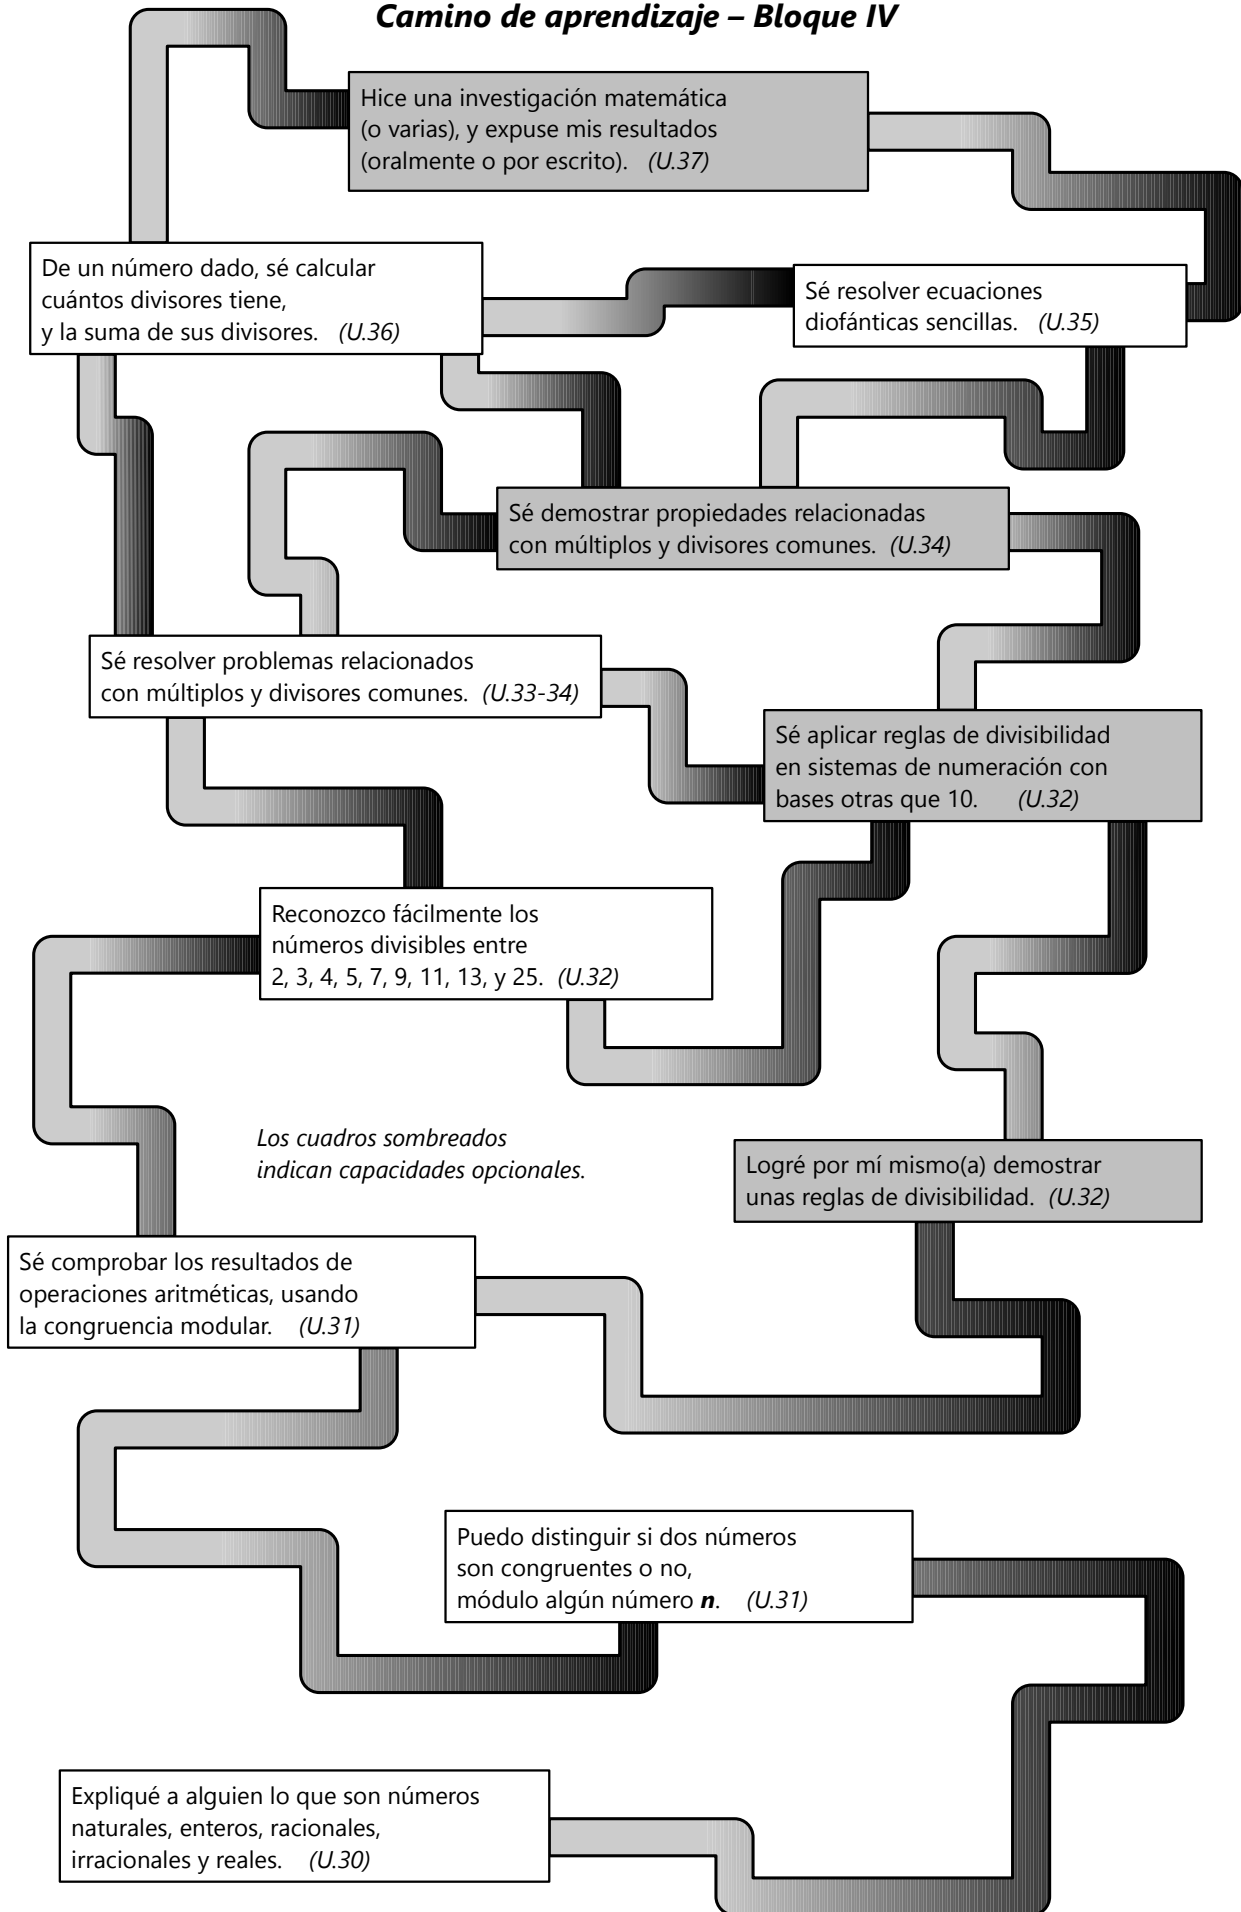 Camino de aprendizaje – Bloque IV
Hice una investigación matemática
(o varias), y expuse mis resultados
(oralmente o por escrito). (U.37)
De un número dado, sé calcular
cuántos divisores tiene,
y la suma de sus divisores. (U.36)
Sé resolver ecuaciones
diofánticas sencillas. (U.35)
Sé demostrar propiedades relacionadas
con múltiplos y divisores comunes. (U.34)
Sé resolver problemas relacionados
con múltiplos y divisores comunes. (U.33-34)
Sé aplicar reglas de divisibilidad
en sistemas de numeración con
bases otras que 10. (U.32)
Reconozco fácilmente los
números divisibles entre
2, 3, 4, 5, 7, 9, 11, 13, y 25. (U.32)
Los cuadros sombreados
indican capacidades opcionales.
Logré por mí mismo(a) demostrar
unas reglas de divisibilidad. (U.32)
Sé comprobar los resultados de
operaciones aritméticas, usando
la congruencia modular. (U.31)
Puedo distinguir si dos números
son congruentes o no,
módulo algún número n. (U.31)
Expliqué a alguien lo que son números
naturales, enteros, racionales,
irracionales y reales. (U.30)